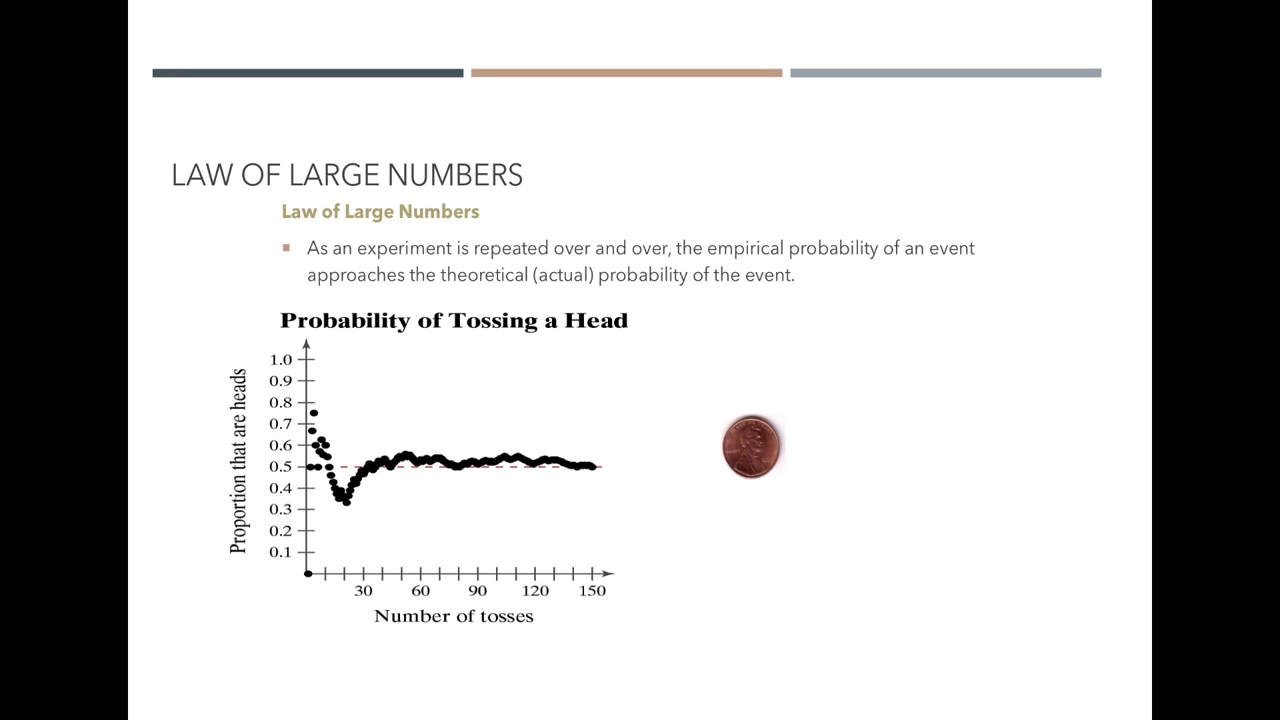 LAW OF LARGE NUMBERS
Law of Large Numbers
As an experiment is repeated over and over, the empirical probability of an event
approaches the theoretical (actual) probability of the event.
Probability of Tossing a Head
Proportion that are heads
1.0
0.9
0.8
0.7
0.6
0.5
0.4
0.3
0.2
0.1
30 60 90 120 150
Number of tosses